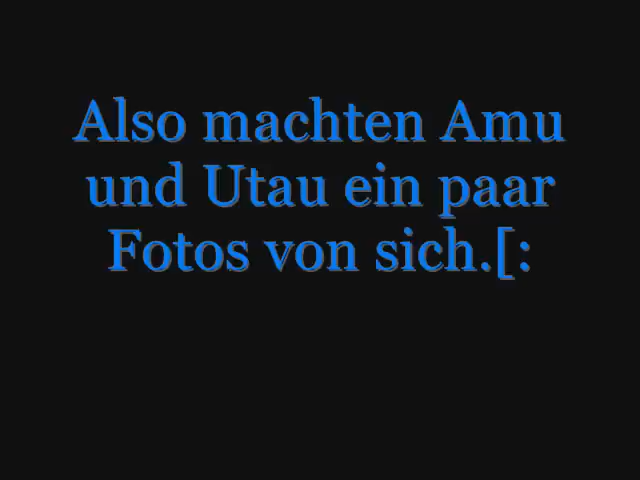 Also machten Amu
und Utau ein paar
Fotos von sich.[: